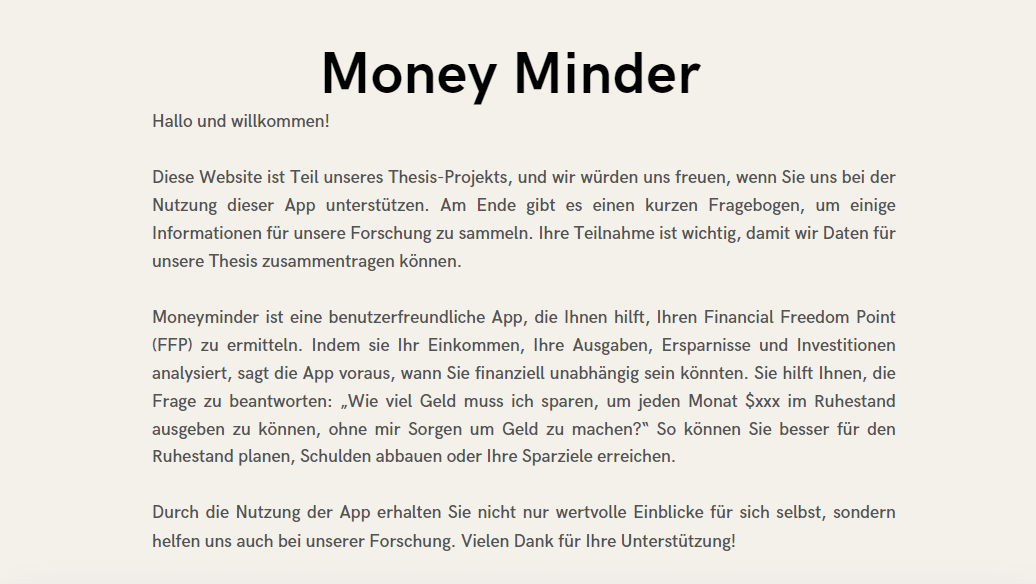 Money Minder
Hallo und willkommen!
Diese Website ist Teil unseres Thesis-Projekts, und wir würden uns freuen, wenn Sie uns bei der
Nutzung dieser App unterstützen. Am Ende gibt es einen kurzen Fragebogen, um einige
Informationen für unsere Forschung zu sammeln. Ihre Teilnahme ist wichtig, damit wir Daten für
unsere Thesis zusammentragen können.
Moneyminder ist eine benutzerfreundliche App, die Ihnen hilft, Ihren Financial Freedom Point
(FFP) zu ermitteln. Indem sie Ihr Einkommen, Ihre Ausgaben, Ersparnisse und Investitionen
analysiert, sagt die App voraus, wann Sie finanziell unabhängig sein könnten. Sie hilft Ihnen, die
Frage zu beantworten: „Wie viel Geld muss ich sparen, um jeden Monat $xxx im Ruhestand
ausgeben zu können, ohne mir Sorgen um Geld zu machen?“ So können Sie besser für den
Ruhestand planen, Schulden abbauen oder Ihre Sparziele erreichen.
Durch die Nutzung der App erhalten Sie nicht nur wertvolle Einblicke für sich selbst, sondern
helfen uns auch bei unserer Forschung. Vielen Dank für Ihre Unterstützung!